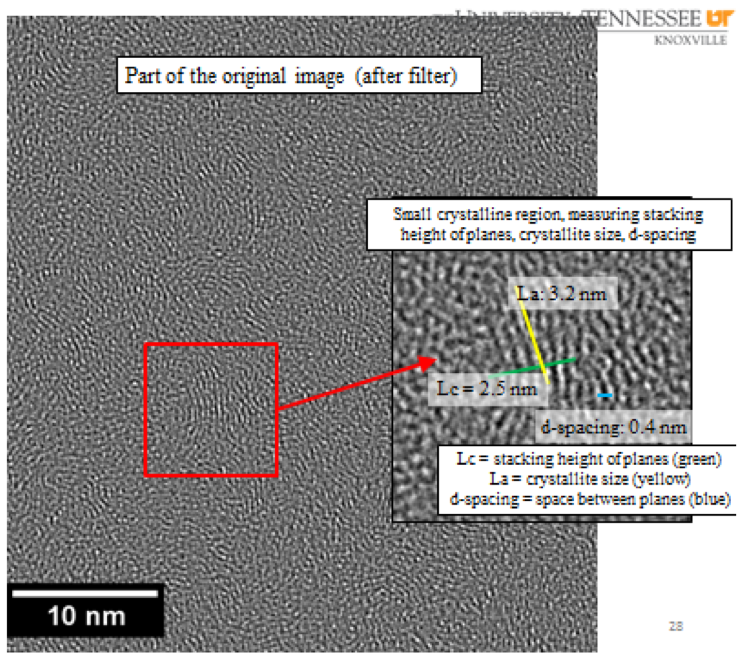 UNIVERSITY TENNESSEE UT
KNOXVILLE
Part of the original image (after filter)
Small crystalline region, measuring stacking
height of planes, crystallite size, d-spacing
La: 3.2 nm
Lc = 2.5 nm
d-spacing: 0.4 nm
Lc = stacking height of planes (green)
La = crystallite size (yellow)
d-spacing = space between planes (blue)
10 nm
28